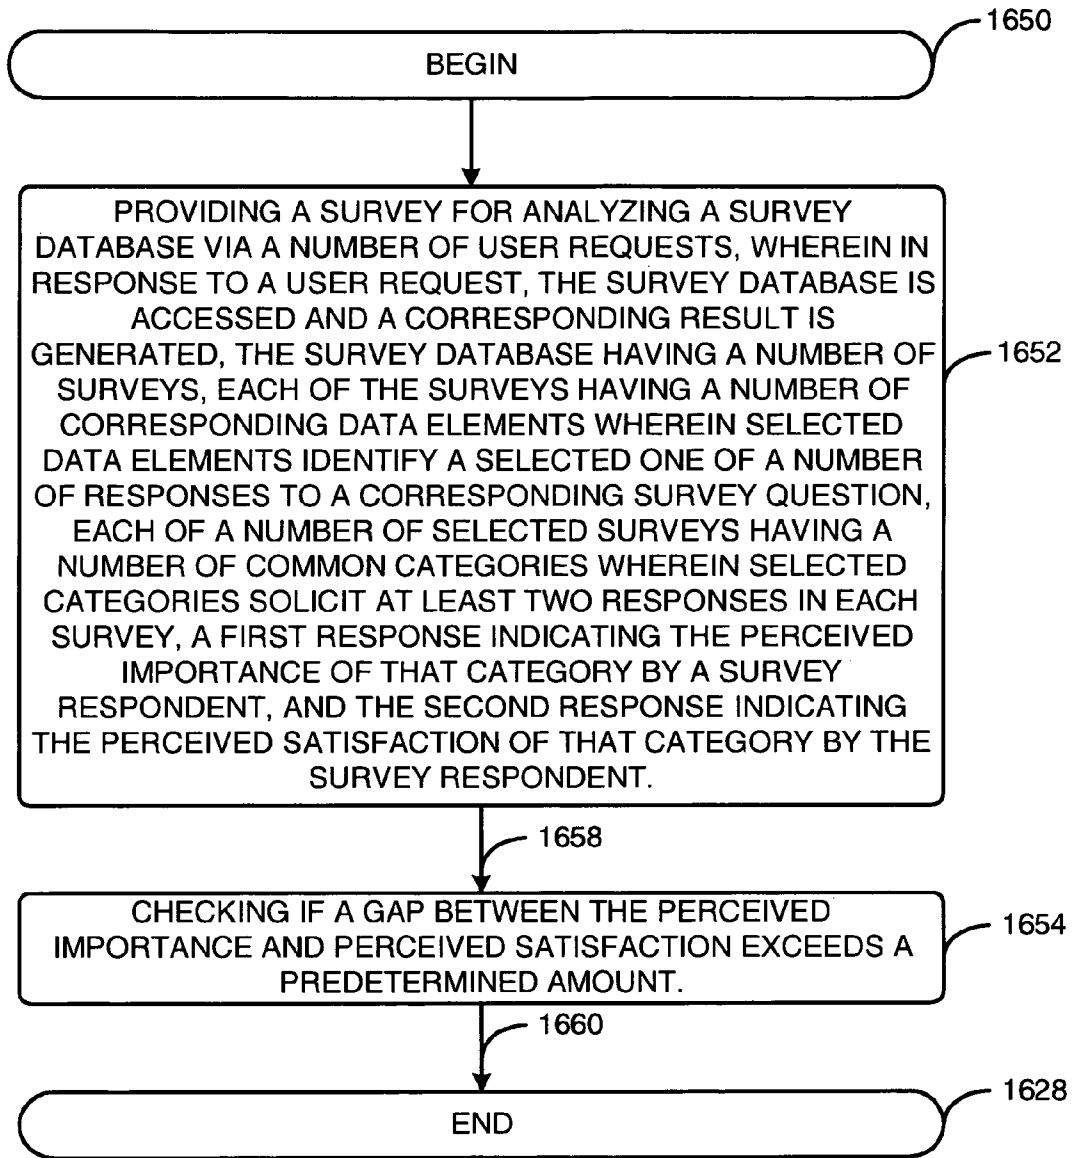 1650
BEGIN
PROVIDING A SURVEY FOR ANALYZING A SURVEY
DATABASE VIA A NUMBER OF USER REQUESTS, WHEREIN IN
RESPONSE TO A USER REQUEST, THE SURVEY DATABASE IS
ACCESSED AND A CORRESPONDING RESULT IS
GENERATED, THE SURVEY DATABASE HAVING A NUMBER OF
SURVEYS, EACH OF THE SURVEYS HAVING A NUMBER OF
CORRESPONDING DATA ELEMENTS WHEREIN SELECTED
DATA ELEMENTS IDENTIFY A SELECTED ONE OF A NUMBER
OF RESPONSES TO A CORRESPONDING SURVEY QUESTION,
EACH OF A NUMBER OF SELECTED SURVEYS HAVING A
NUMBER OF COMMON CATEGORIES WHEREIN SELECTED
CATEGORIES SOLICIT AT LEAST TWO RESPONSES IN EACH
SURVEY, A FIRST RESPONSE INDICATING THE PERCEIVED
IMPORTANCE OF THAT CATEGORY BY A SURVEY
RESPONDENT, AND THE SECOND RESPONSE INDICATING
THE PERCEIVED SATISFACTION OF THAT CATEGORY BY THE
SURVEY RESPONDENT.
1652
1658
CHECKING IF A GAP BETWEEN THE PERCEIVED
IMPORTANCE AND PERCEIVED SATISFACTION EXCEEDS A
PREDETERMINED AMOUNT.
1654
1660
END
1628